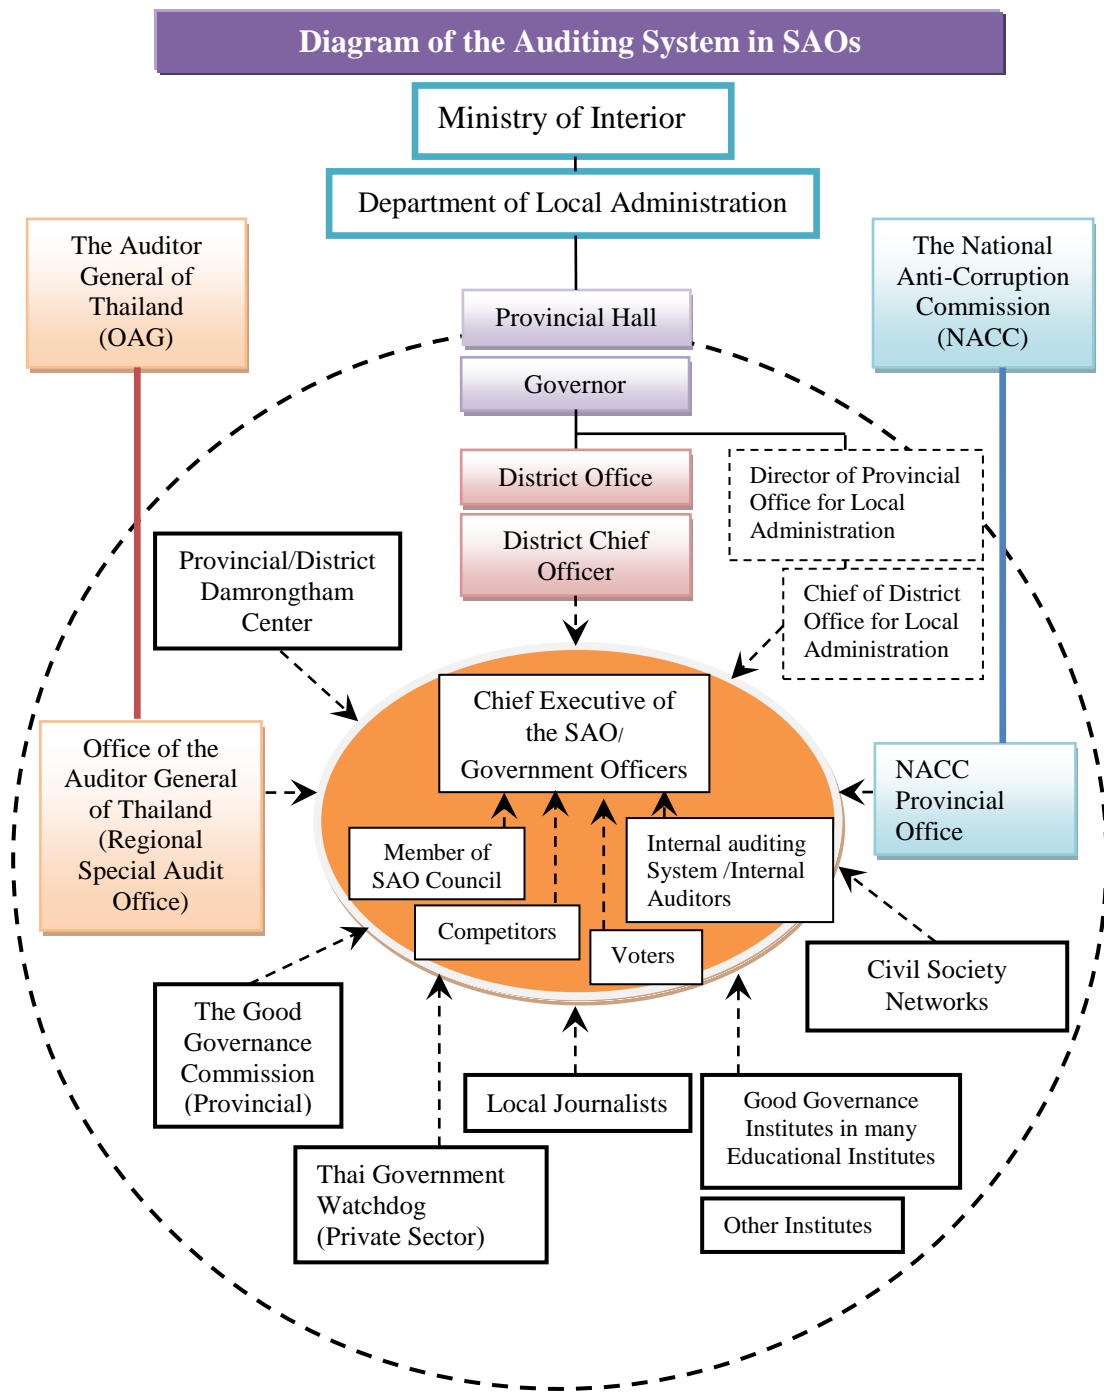 Diagram of the Auditing System in SAOs
Ministry of Interior
Department of Local Administration
The Auditor
General of
Thailand
(OAG)
The National
Anti-Corruption
Commission
(NACC)
Provincial Hall
Governor
District Office
District Chief
Officer
Director of Provincial
Office for Local
Administration
Chief of District
Office for Local
Administration
Provincial/District
Damrongtham
Center
Chief Executive of
the SAO/
Government Officers
Office of the
Auditor General
of Thailand
(Regional
Special Audit
Office)
NACC
Provincial
Office
Member of
SAO Council
Internal auditing
System /Internal
Auditors
Competitors
Voters
Civil Society
Networks
The Good
Governance
Commission
(Provincial)
Local Journalists
Good Governance
Institutes in many
Educational Institutes
Thai Government
Watchdog
(Private Sector)
Other Institutes